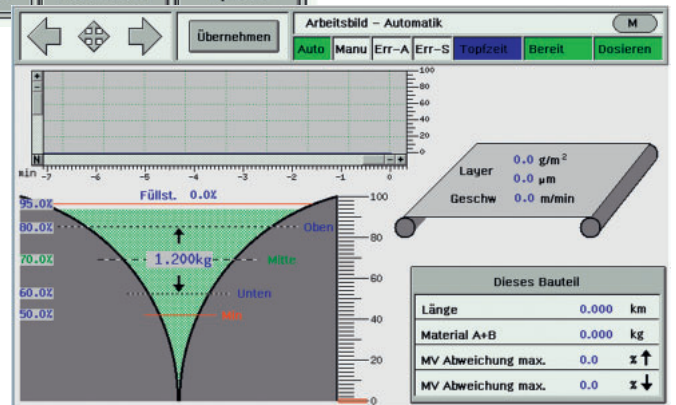 Arbeitsbild - Automatik
M
Übernehmen
Auto Manu Err-A Err-S Topfzeit Bereit Dosieren
100
80
60
40
20
0
N
min -7 -6 -5 -4 -3 -2 -1 0
Füllst. 0.0%
95.0%
80.0% Oben
70.0% 1.200kg Mitte
60.0% Unten
50.0% Min
100
80
60
40
20
0
Layer 0.0 g/m²
0.0 µm
Geschw 0.0 m/min
Dieses Bauteil
Länge 0.000 km
Material A+B 0.000 kg
MV Abweichung max. 0.0 % ↑
MV Abweichung max. 0.0 % ↓